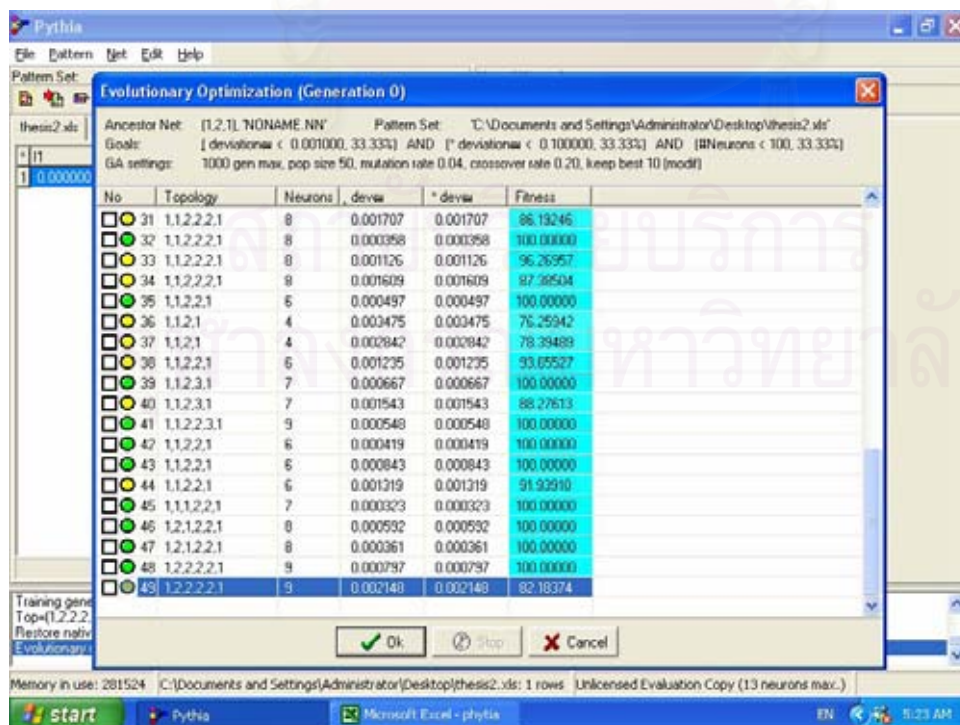 Pythia
File Pattern Net Edit Help
Pattern Set:
Evolutionary Optimization (Generation 0)
thesis2.xls
I1
1 0.000000
Ancestor Net: [1,2,1], 'NONAME.NN' Pattern Set: 'C:\Documents and Settings\Administrator\Desktop\thesis2.xls'
Goals: [ deviation < 0.001000, 33.33%] AND [* deviation < 0.100000, 33.33%] AND [#Neurons < 100, 33.33%]
GA settings: 1000 gen max, pop size 50, mutation rate 0.04, crossover rate 0.20, keep best 10 (modif)
No Topology Neurons Fitness
31 1,1,2,2,2,1 8 0.001707 0.001707 86.19246
32 1,1,2,2,2,1 8 0.000358 0.000358 100.00000
33 1,1,2,2,2,1 8 0.001126 0.001126 96.26957
34 1,1,2,2,2,1 8 0.001609 0.001609 87.38504
35 1,1,2,2,1 6 0.000497 0.000497 100.00000
36 1,1,2,1 4 0.003475 0.003475 76.25942
37 1,1,2,1 4 0.002842 0.002842 78.39489
38 1,1,2,2,1 6 0.001235 0.001235 93.65527
39 1,1,2,3,1 7 0.000667 0.000667 100.00000
40 1,1,2,3,1 7 0.001543 0.001543 88.27613
41 1,1,2,2,3,1 9 0.000548 0.000548 100.00000
42 1,1,2,2,1 6 0.000419 0.000419 100.00000
43 1,1,2,2,1 6 0.000843 0.000843 100.00000
44 1,1,2,2,1 6 0.001319 0.001319 91.93910
45 1,1,1,2,2,1 7 0.000323 0.000323 100.00000
46 1,2,1,2,2,1 8 0.000592 0.000592 100.00000
47 1,2,1,2,2,1 8 0.000361 0.000361 100.00000
48 1,2,2,2,2,1 9 0.000797 0.000797 100.00000
49 1,2,2,2,2,1 9 0.002148 0.002148 82.18374
Training gene
Top=(1,2,2,2,
Restore nativ
Evolutionary
Ok Stop Cancel
Memory in use: 281524 C:\Documents and Settings\Administrator\Desktop\thesis2.xls: 1 rows Unlicensed Evaluation Copy (13 neurons max.)
start Pythia Microsoft Excel - phytia EN 5:23 AM